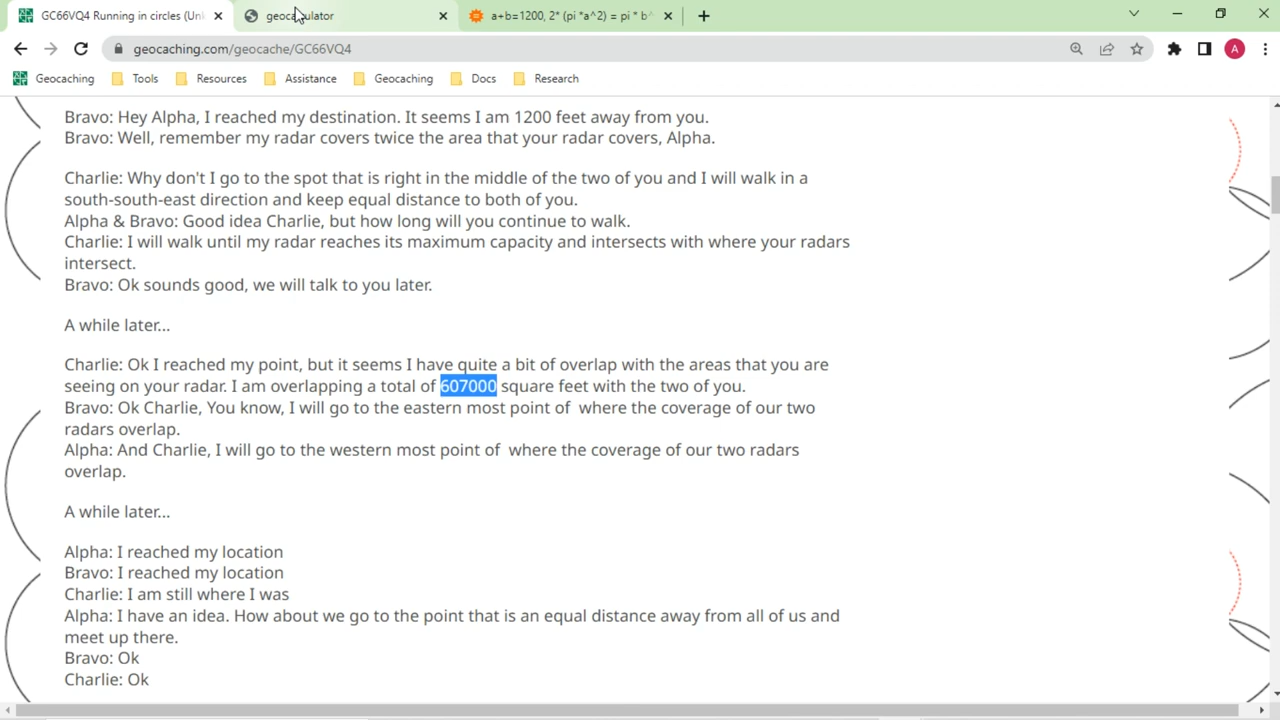 GC66VQ4 Running in circles (Unk
geocalculator
a+b=1200, 2* (pi *a^2) = pi * b^
geocaching.com/geocache/GC66VQ4
A
Geocaching
Tools
Resources
Assistance
Geocaching
Docs
Research
Bravo: Hey Alpha, I reached my destination. It seems I am 1200 feet away from you.
Bravo: Well, remember my radar covers twice the area that your radar covers, Alpha.
Charlie: Why don't I go to the spot that is right in the middle of the two of you and I will walk in a
south-south-east direction and keep equal distance to both of you.
Alpha & Bravo: Good idea Charlie, but how long will you continue to walk.
Charlie: I will walk until my radar reaches its maximum capacity and intersects with where your radars
intersect.
Bravo: Ok sounds good, we will talk to you later.
A while later...
Charlie: Ok I reached my point, but it seems I have quite a bit of overlap with the areas that you are
seeing on your radar. I am overlapping a total of 607000 square feet with the two of you.
Bravo: Ok Charlie, You know, I will go to the eastern most point of where the coverage of our two
radars overlap.
Alpha: And Charlie, I will go to the western most point of where the coverage of our two radars
overlap.
A while later...
Alpha: I reached my location
Bravo: I reached my location
Charlie: I am still where I was
Alpha: I have an idea. How about we go to the point that is an equal distance away from all of us and
meet up there.
Bravo: Ok
Charlie: Ok